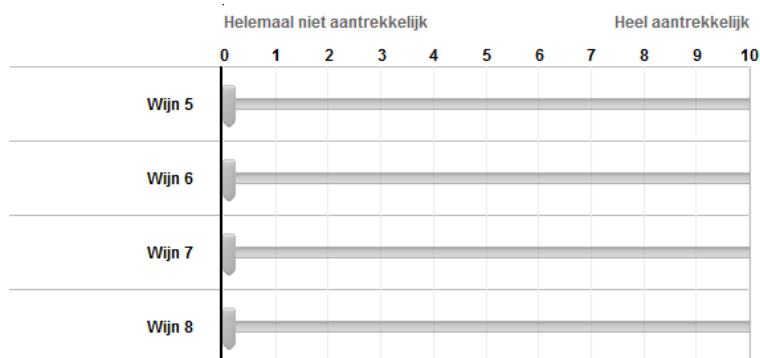 Helemaal niet aantrekkelijk Heel aantrekkelijk
0 1 2 3 4 5 6 7 8 9 10
Wijn 5
Wijn 6
Wijn 7
Wijn 8